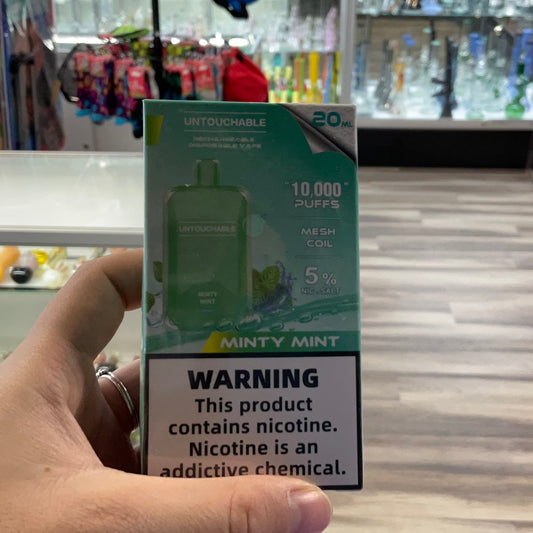 UNTOUCHABLE
RECHARGEABLE
DISPOSABLE VAPE
20ML
10,000
PUFFS
MESH
COIL
5%
NIC. SALT
UNTOUCHABLE
MINTY
MINT
MINTY MINT
WARNING
This product
contains nicotine.
Nicotine is an
addictive chemical.